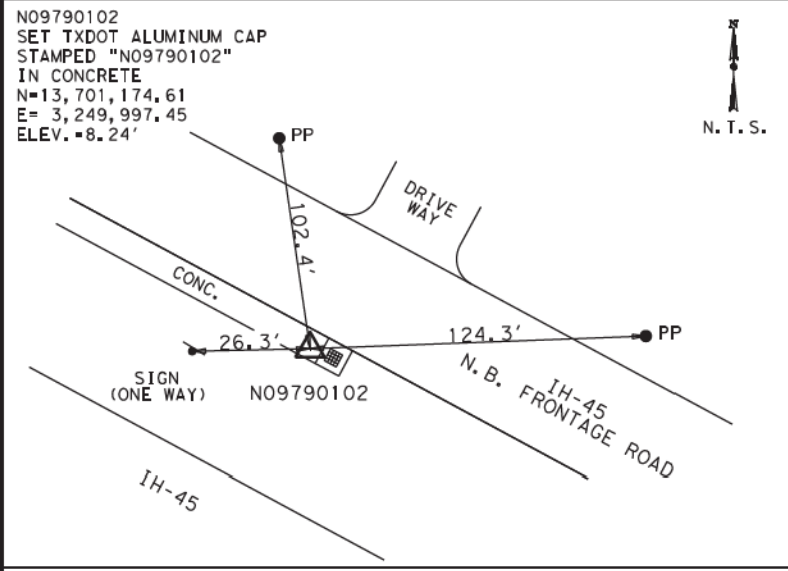 N09790102
SET TXDOT ALUMINUM CAP
STAMPED "N09790102"
IN CONCRETE
N=13,701,174.61
E= 3,249,997.45
ELEV.=8.24'
N
N.T.S.
PP
DRIVE
WAY
102.4'
CONC.
26.3'
124.3'
PP
SIGN
(ONE WAY)
N09790102
IH-45
N.B. FRONTAGE ROAD
IH-45